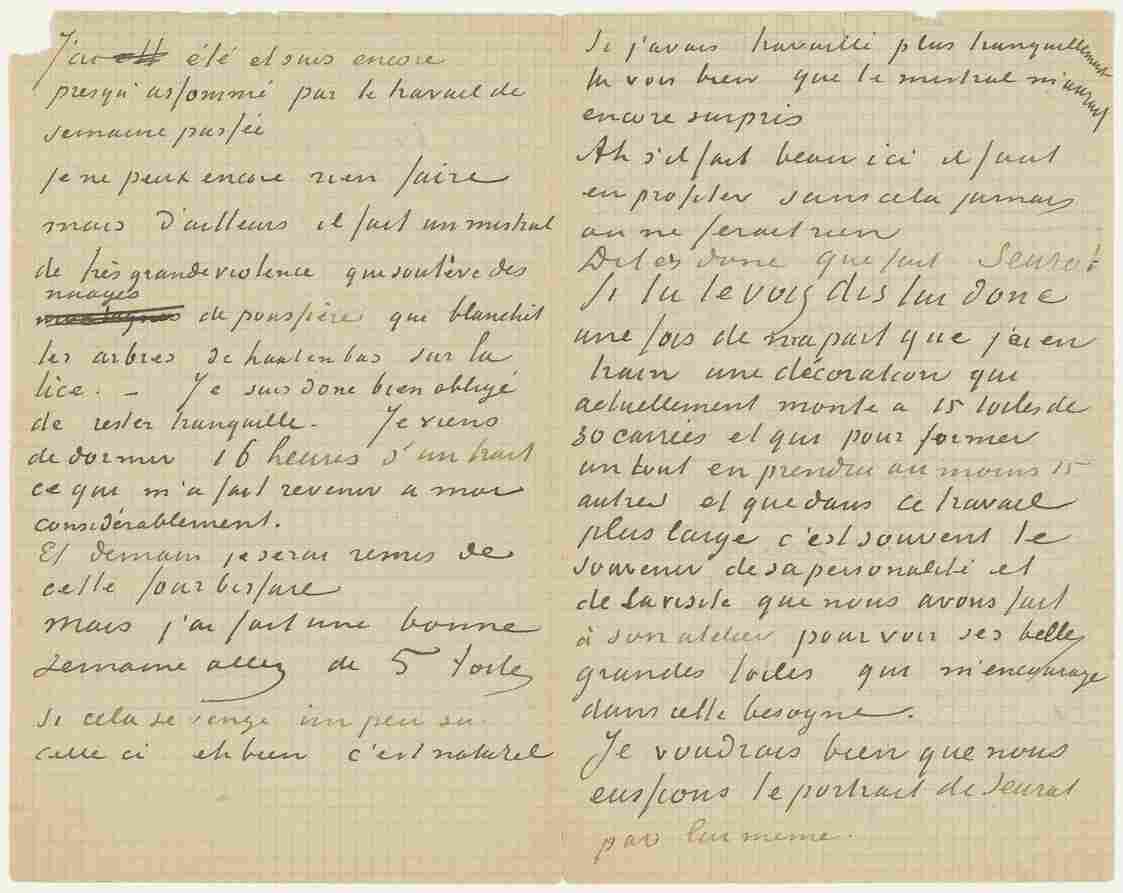 J'ai été et suis encore
presqu'assommé par le travail de
semaine passée
je ne peux encore rien faire
mais d'ailleurs il fait un mistral
de très grande violence que soulève des
nuages
de poussière que blanchit
les arbres de haut en bas sur la
lice. – Je suis donc bien obligé
de rester tranquille. Je viens
de dormir 16 heures d'un trait
ce qui m'a fait revenir a moi
considérablement.
Et demain je serai remis de
cette fourbissure
Mais j'ai fait une bonne
semaine allez de 5 toiles
si cela se venge un peu su
celle ci eh bien c'est naturel
Si j'avais travaillé plus tranquillement
tu vois bien que le mistral m'aurait
encore surpris
Ah s'il fait beau ici il faut
en profiter sans cela jamais
on ne ferait rien
Dites donc que fait Seurat
Si tu le vois dis lui donc
une fois de ma part que j'ai en
train une décoration qui
actuellement monte a 15 toiles de
30 carrées et qui pour former
un tout en prendra au moins 15
autres et que dans ce travail
plus large c'est souvent le
souvenir de sa personalité et
de la visite que nous avons fait
à son atelier pour voir ses belles
grandes toiles qui m'encourage
dans cette besogne.
Je voudrais bien que nous
eussions le portrait de Seurat
par lui meme.